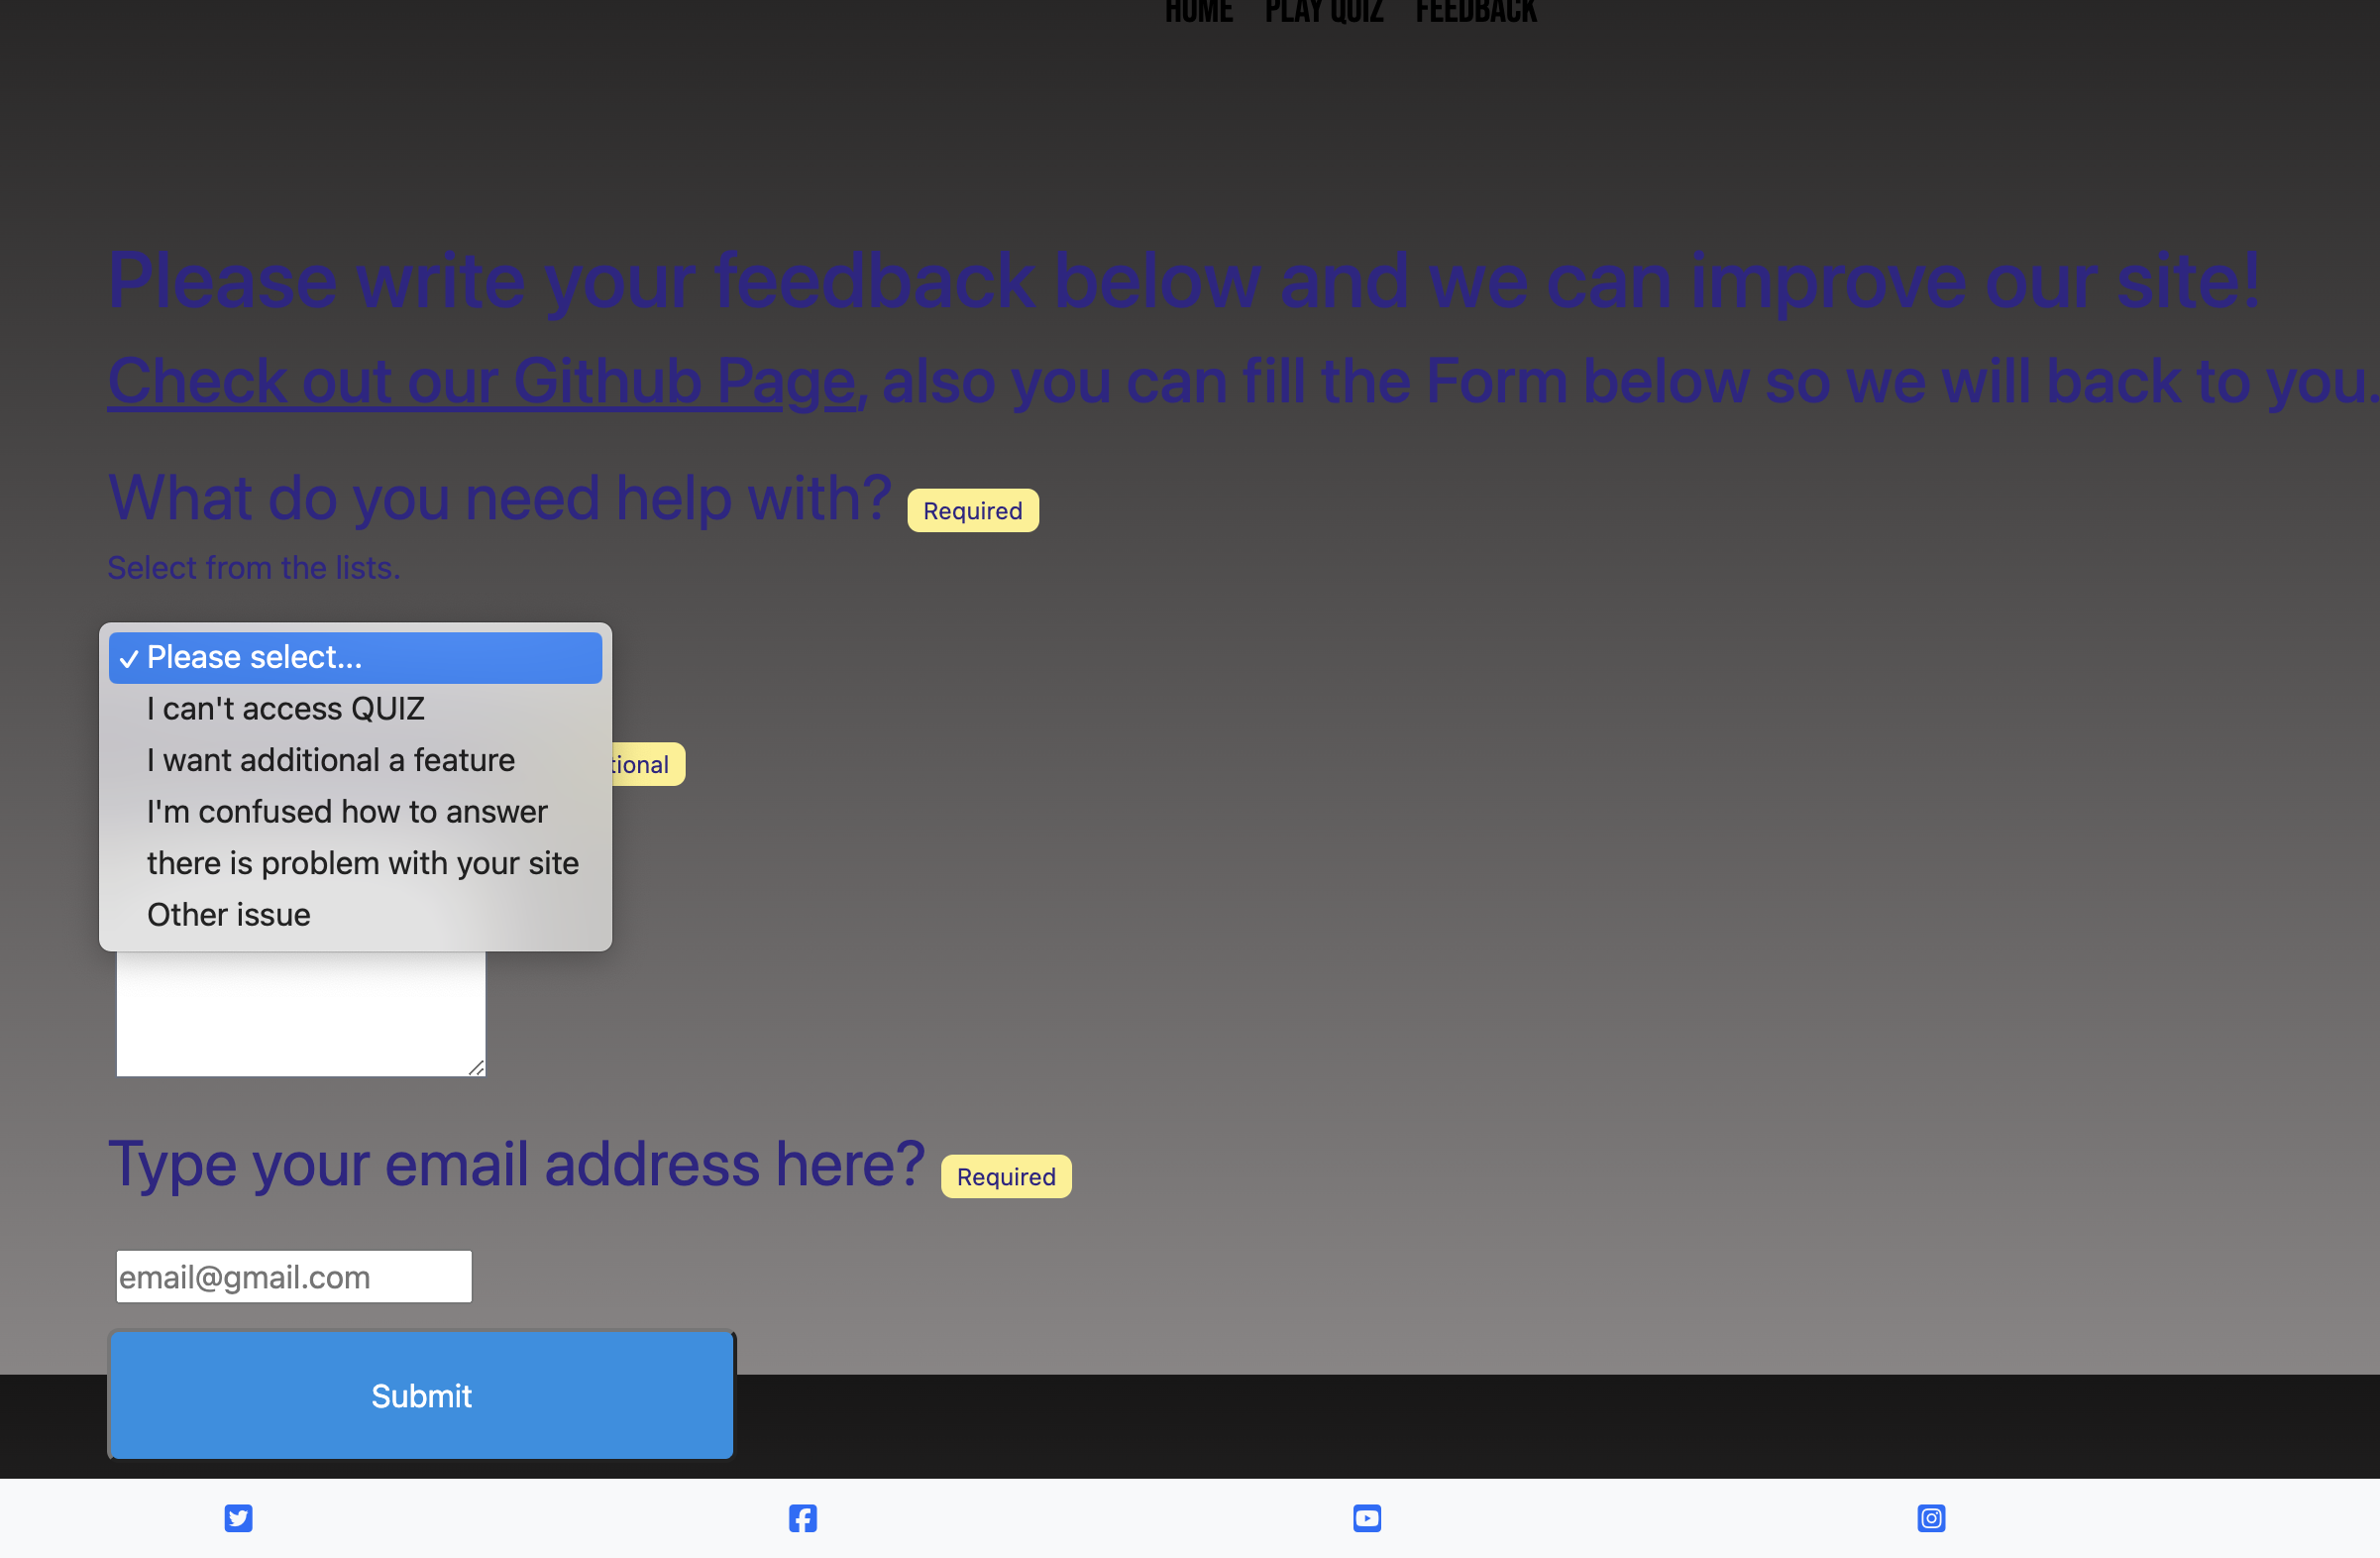 HOME PLAY QUIZ FEEDBACK
Please write your feedback below and we can improve our site!
Check out our Github Page, also you can fill the Form below so we will back to you.
What do you need help with? Required
Select from the lists.
Please select...
I can't access QUIZ
I want additional a feature
tional
I'm confused how to answer
there is problem with your site
Other issue
Type your email address here? Required
email@gmail.com
Submit